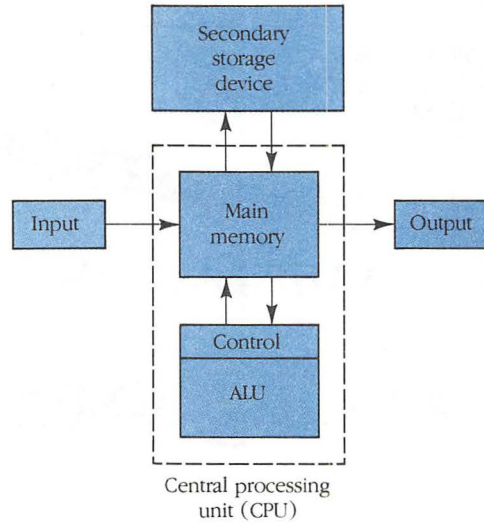 Secondary
storage
device
Input
Main
memory
Output
Control
ALU
Central processing
unit (CPU)